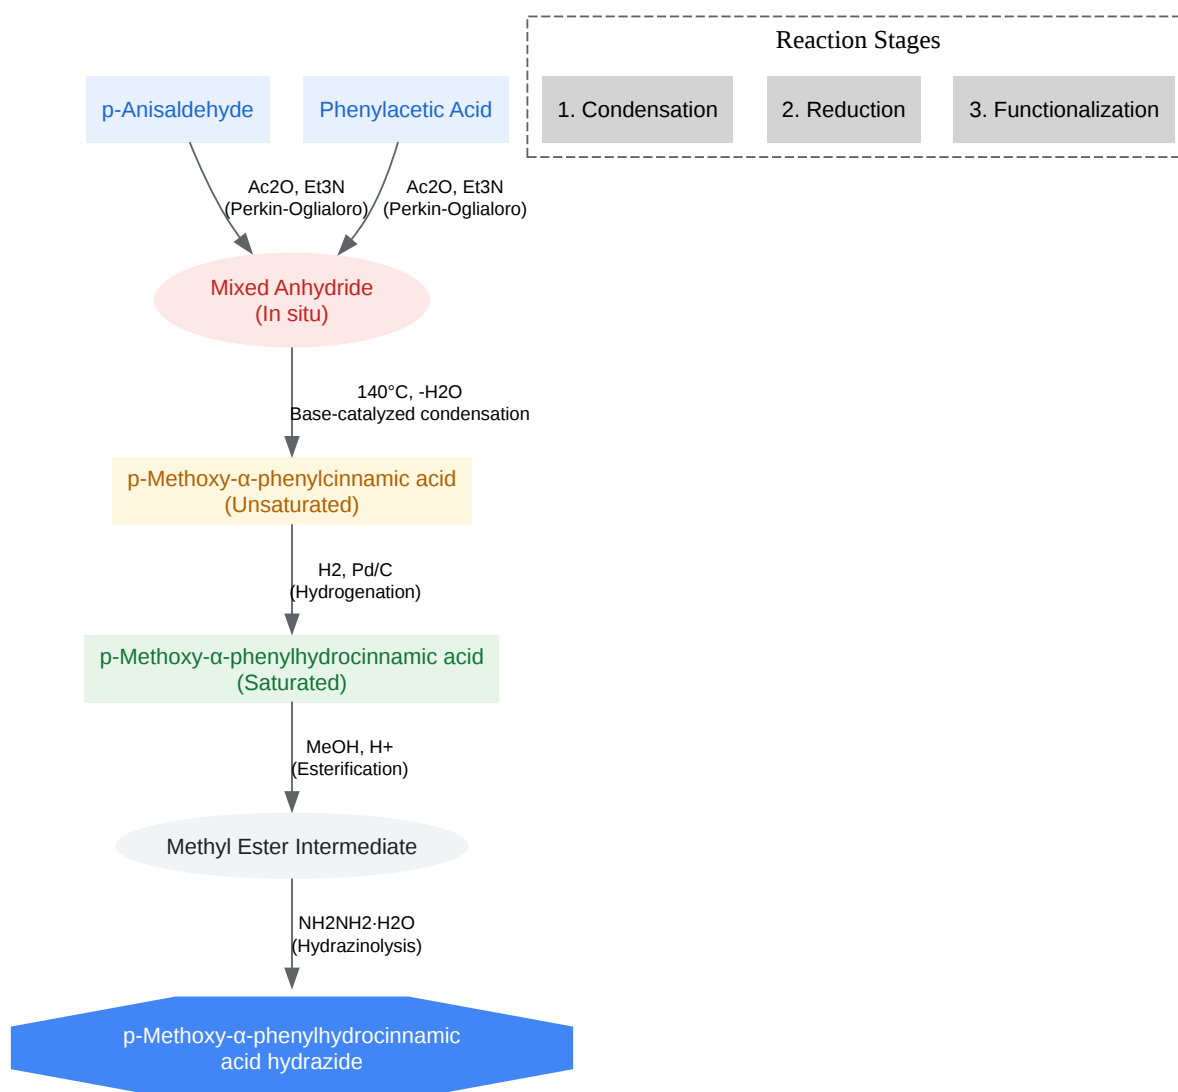 Reaction Stages
p-Anisaldehyde
Phenylacetic Acid
1. Condensation
2. Reduction
3. Functionalization
Ac2O, Et3N
(Perkin-Oglialoro)
Ac2O, Et3N
(Perkin-Oglialoro)
Mixed Anhydride
(In situ)
140°C, -H2O
Base-catalyzed condensation
p-Methoxy-α-phenylcinnamic acid
(Unsaturated)
H2, Pd/C
(Hydrogenation)
p-Methoxy-α-phenylhydrocinnamic acid
(Saturated)
MeOH, H+
(Esterification)
Methyl Ester Intermediate
NH2NH2·H2O
(Hydrazinolysis)
p-Methoxy-α-phenylhydrocinnamic
acid hydrazide